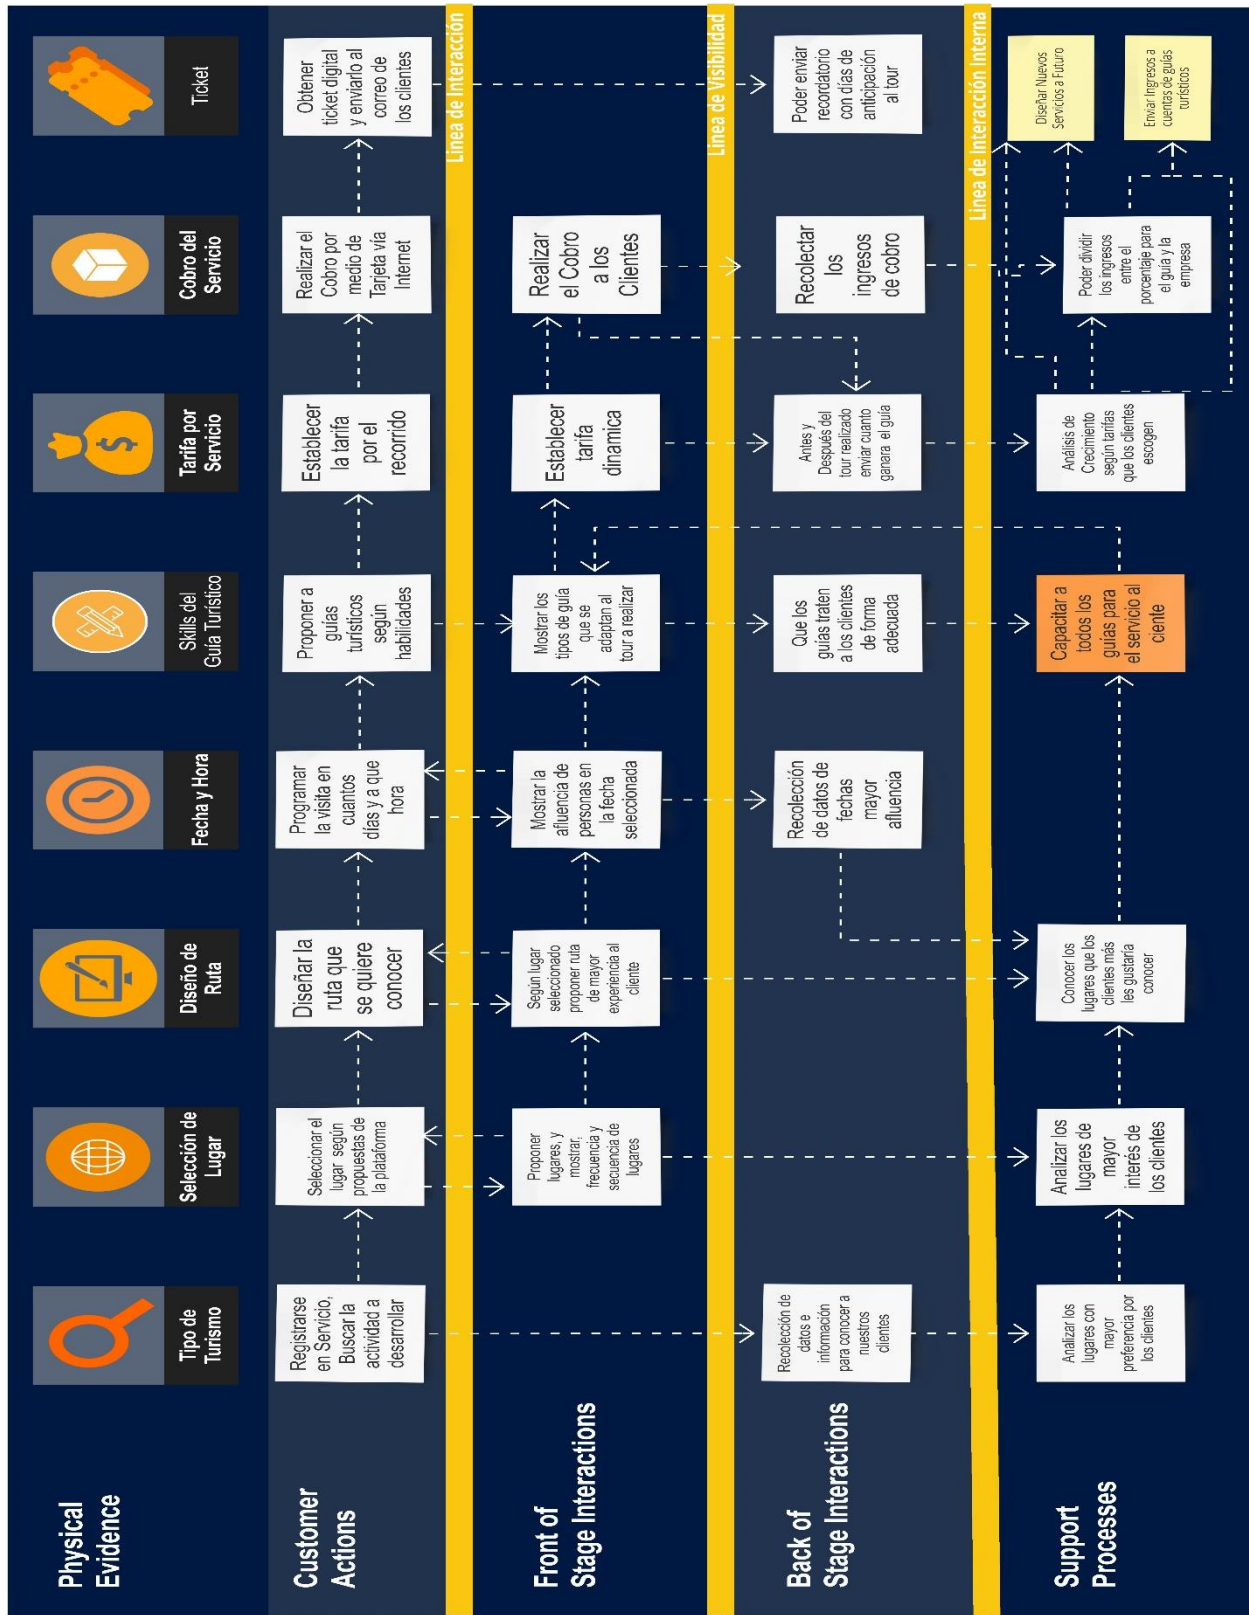 Physical
Evidence
Tipo de
Turismo
Selección de
Lugar
Diseño de
Ruta
Fecha y Hora
Skills del
Guía Turístico
Tarifa por
Servicio
Cobro del
Servicio
Ticket
Customer
Actions
Registrarse
en Servicio,
Buscar la
actividad a
desarrollar
Seleccionar el
lugar según
propuestas de
la plataforma
Diseñar la
ruta que
se quiere
conocer
Programar
la visita en
cuantos
días y a que
hora
Proponer a
guías
turísticos
según
habilidades
Establecer
la tarifa
por el
recorrido
Realizar el
Cobro por
medio de
Tarjeta vía
Internet
Obtener
ticket digital
y enviarlo al
correo de
los clientes
Linea de Interacción
Front of
Stage Interactions
Proponer
lugares, y
mostrar,
frecuencia y
secuencia de
lugares
Según lugar
seleccionado
proponer ruta
de mayor
experiencia al
cliente
Mostrar la
afluencia de
personas en
la fecha
seleccionada
Mostrar los
tipos de guía
que se
adaptan al
tour a realizar
Establecer
tarifa
dinamica
Realizar
el Cobro
a los
Clientes
Linea de Visibilidad
Back of
Stage Interactions
Recolección de
datos e
información
para conocer a
nuestros
clientes
Recolección
de datos de
fechas
mayor
afluencia
Que los
guías traten
a los clientes
de forma
adecuada
Antes y
Después del
tour realizado
enviar cuanto
ganara el guía
Recolectar
los
ingresos
de cobro
Poder enviar
recordatorio
con días de
anticipación
al tour
Linea de Interacción Interna
Support
Processes
Analizar los
lugares con
mayor
preferencia por
los clientes
Analizar los
lugares de
mayor
interés de
los clientes
Conocer los
lugares que los
clientes más
les gustaría
conocer
Capacitar a
todos los
guías para
el servicio al
ciente
Análisis de
Crecimiento
según tarifas
que los clientes
escogen
Poder dividir
los ingresos
entre el
porcentaje para
el guía y la
empresa
Diseñar Nuevos
Servicios a Futuro
Enviar Ingresos a
cuentas de guías
turísticos